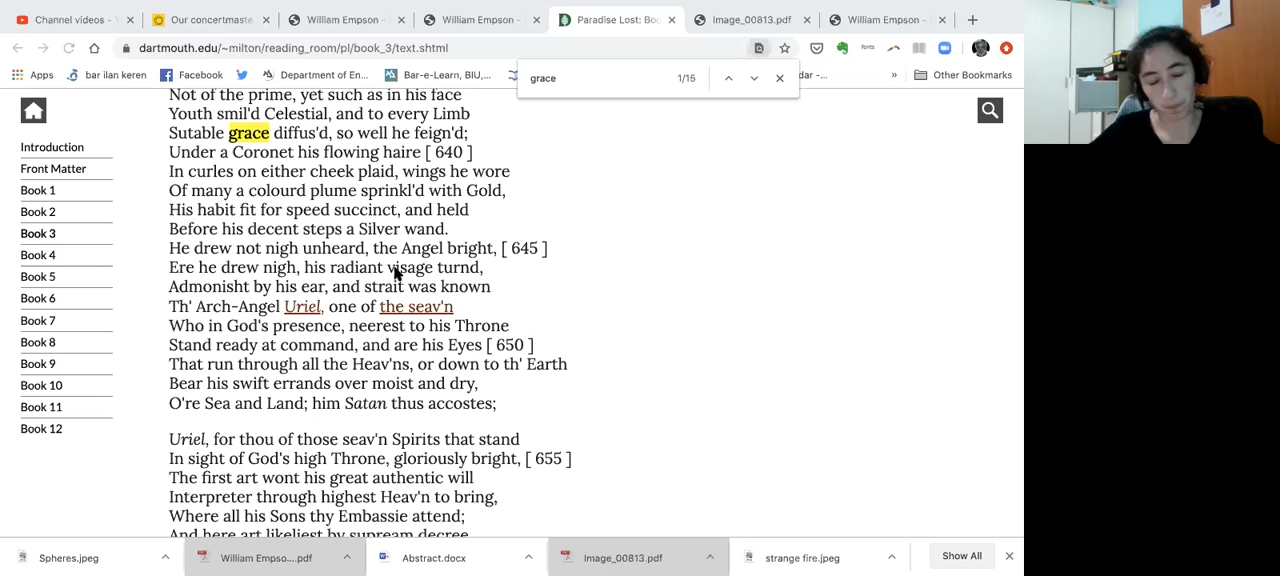 Channel videos - Y
Our concertmaste
William Empson -
William Empson -
Paradise Lost: Boo
image_00813.pdf
William Empson -
dartmouth.edu/~milton/reading_room/pl/book_3/text.shtml
fonts
Apps
bar ilan keren
Facebook
Department of En...
Bar-e-Learn, BIU,...
dar -...
»
Other Bookmarks
grace
1/15
Introduction
Front Matter
Book 1
Book 2
Book 3
Book 4
Book 5
Book 6
Book 7
Book 8
Book 9
Book 10
Book 11
Book 12
Not of the prime, yet such as in his face
Youth smil'd Celestial, and to every Limb
Sutable grace diffus'd, so well he feign'd;
Under a Coronet his flowing haire [ 640 ]
In curles on either cheek plaid, wings he wore
Of many a colourd plume sprinkl'd with Gold,
His habit fit for speed succinct, and held
Before his decent steps a Silver wand.
He drew not nigh unheard, the Angel bright, [ 645 ]
Ere he drew nigh, his radiant visage turnd,
Admonisht by his ear, and strait was known
Th' Arch-Angel Uriel, one of the seav'n
Who in God's presence, neerest to his Throne
Stand ready at command, and are his Eyes [ 650 ]
That run through all the Heav'ns, or down to th' Earth
Bear his swift errands over moist and dry,
O're Sea and Land; him Satan thus accostes;
Uriel, for thou of those seav'n Spirits that stand
In sight of God's high Throne, gloriously bright, [ 655 ]
The first art wont his great authentic will
Interpreter through highest Heav'n to bring,
Where all his Sons thy Embassie attend;
And here art likeliest by supream decree
Spheres.jpeg
William Empso....pdf
Abstract.docx
Image_00813.pdf
strange fire.jpeg
Show All